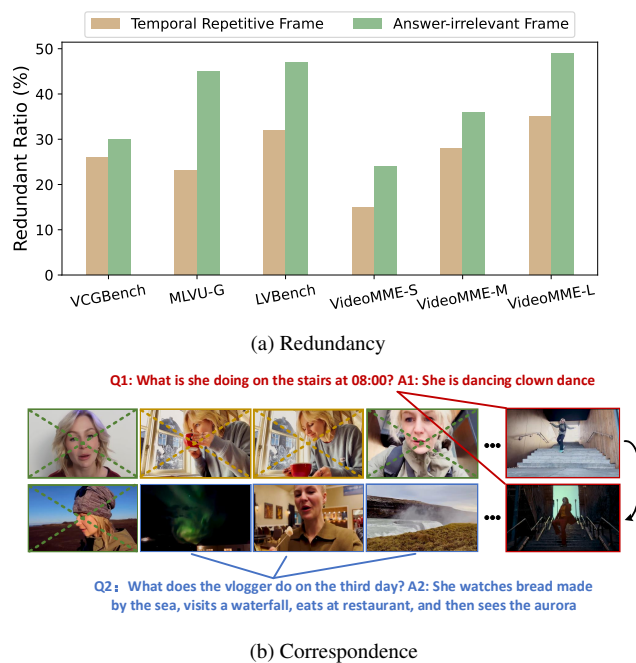 Temporal Repetitive Frame Answer-irrelevant Frame
Redundant Ratio (%)
50
40
30
20
10
0
VCGBench MLVU-G LVBench VideoMME-S VideoMME-M VideoMME-L
(a) Redundancy
Q1: What is she doing on the stairs at 08:00? A1: She is dancing clown dance
Q2：What does the vlogger do on the third day? A2: She watches bread made
by the sea, visits a waterfall, eats at restaurant, and then sees the aurora
(b) Correspondence